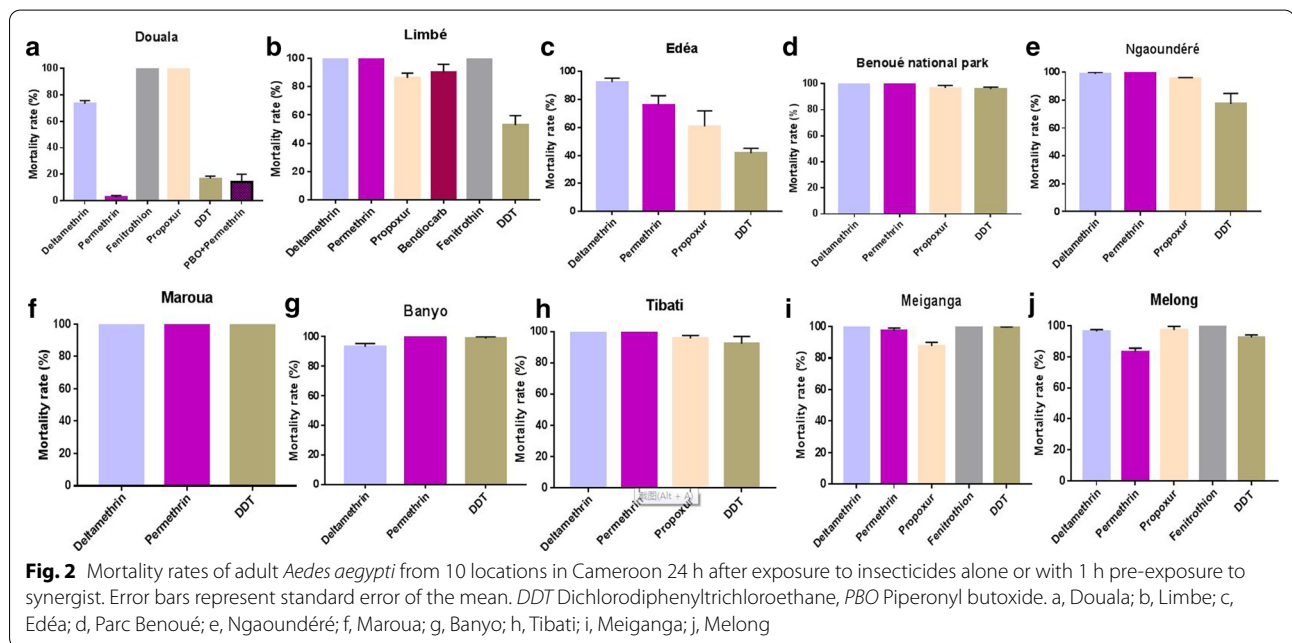 a
Douala
Mortality rate (%)
100
80
60
40
20
0
Deltamethrin
Permethrin
Fenitrothion
Propoxur
DDT
PBO+Permethrin
b
Limbé
Mortality rate (%)
100
80
60
40
20
0
Deltamethrin
Permethrin
Propoxur
Bendiocarb
Fenitrothin
DDT
c
Edéa
Mortality rate (%)
100
80
60
40
20
0
Deltamethrin
Permethrin
Propoxur
DDT
d
Benoué national park
Mortality rate (%)
100
80
60
40
20
0
Deltamethrin
Permethrin
Propoxur
DDT
e
Ngaoundéré
Mortality rate (%)
100
80
60
40
20
0
Deltamethrin
Permethrin
Propoxur
DDT
f
Maroua
Mortality rate (%)
100
80
60
40
20
0
Deltamethrin
Permethrin
DDT
g
Banyo
Mortality rate (%)
100
80
60
40
20
0
Deltamethrin
Permethrin
DDT
h
Tibati
Mortality rate (%)
100
80
60
40
20
0
Deltamethrin
Permethrin
Propoxur
DDT
截图(Alt + A)
i
Meiganga
Mortality rate (%)
100
80
60
40
20
0
Deltamethrin
Permethrin
Propoxur
Fenitrothion
DDT
j
Melong
Mortality rate (%)
100
80
60
40
20
0
Deltamethrin
Permethrin
Propoxur
Fenitrothion
DDT
Fig. 2 Mortality rates of adult Aedes aegypti from 10 locations in Cameroon 24 h after exposure to insecticides alone or with 1 h pre-exposure to
synergist. Error bars represent standard error of the mean. DDT Dichlorodiphenyltrichloroethane, PBO Piperonyl butoxide. a, Douala; b, Limbe; c,
Edéa; d, Parc Benoué; e, Ngaoundéré; f, Maroua; g, Banyo; h, Tibati; i, Meiganga; j, Melong